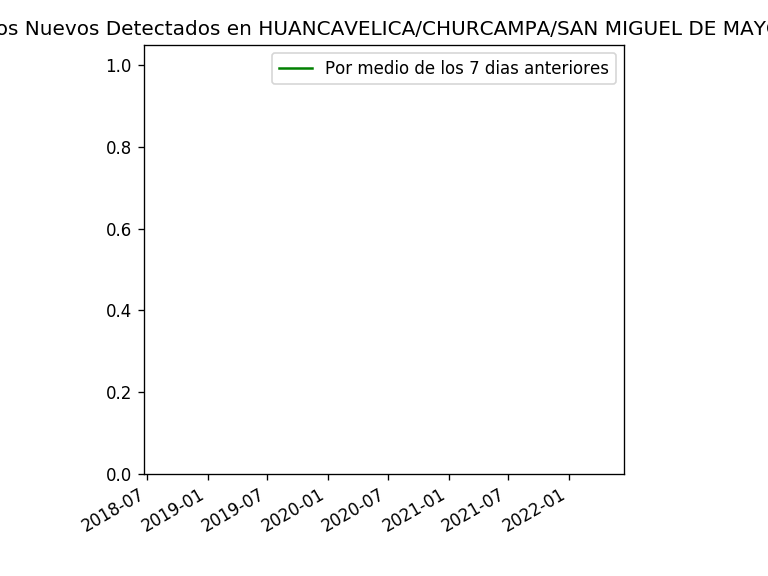 Nuevos Detectados en HUANCAVELICA/CHURCAMPA/SAN MIGUEL DE
Por medio de los 7 dias anteriores
1.0
0.8
0.6
0.4
0.2
0.0
2018-07 2019-01 2019-07 2020-01 2020-07 2021-01 2021-07 2022-01